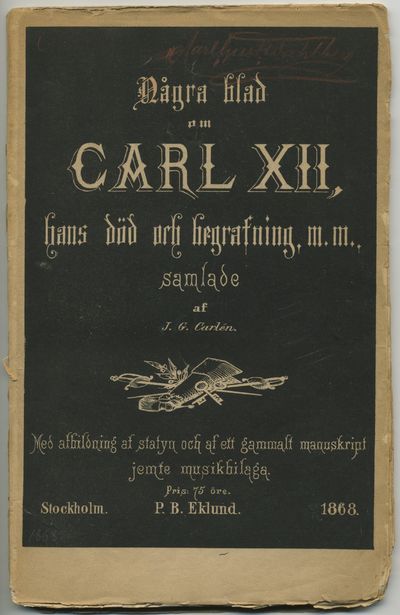 Några blad
om
CARL XII,
hans död och begrafning, m.m.,
samlade
af
J. G. Carlén.
Med afbildning af statyn och af ett gammalt manuskript
jemte musikbilaga.
Pris: 75 öre.
Stockholm. P. B. Eklund. 1868.
1868